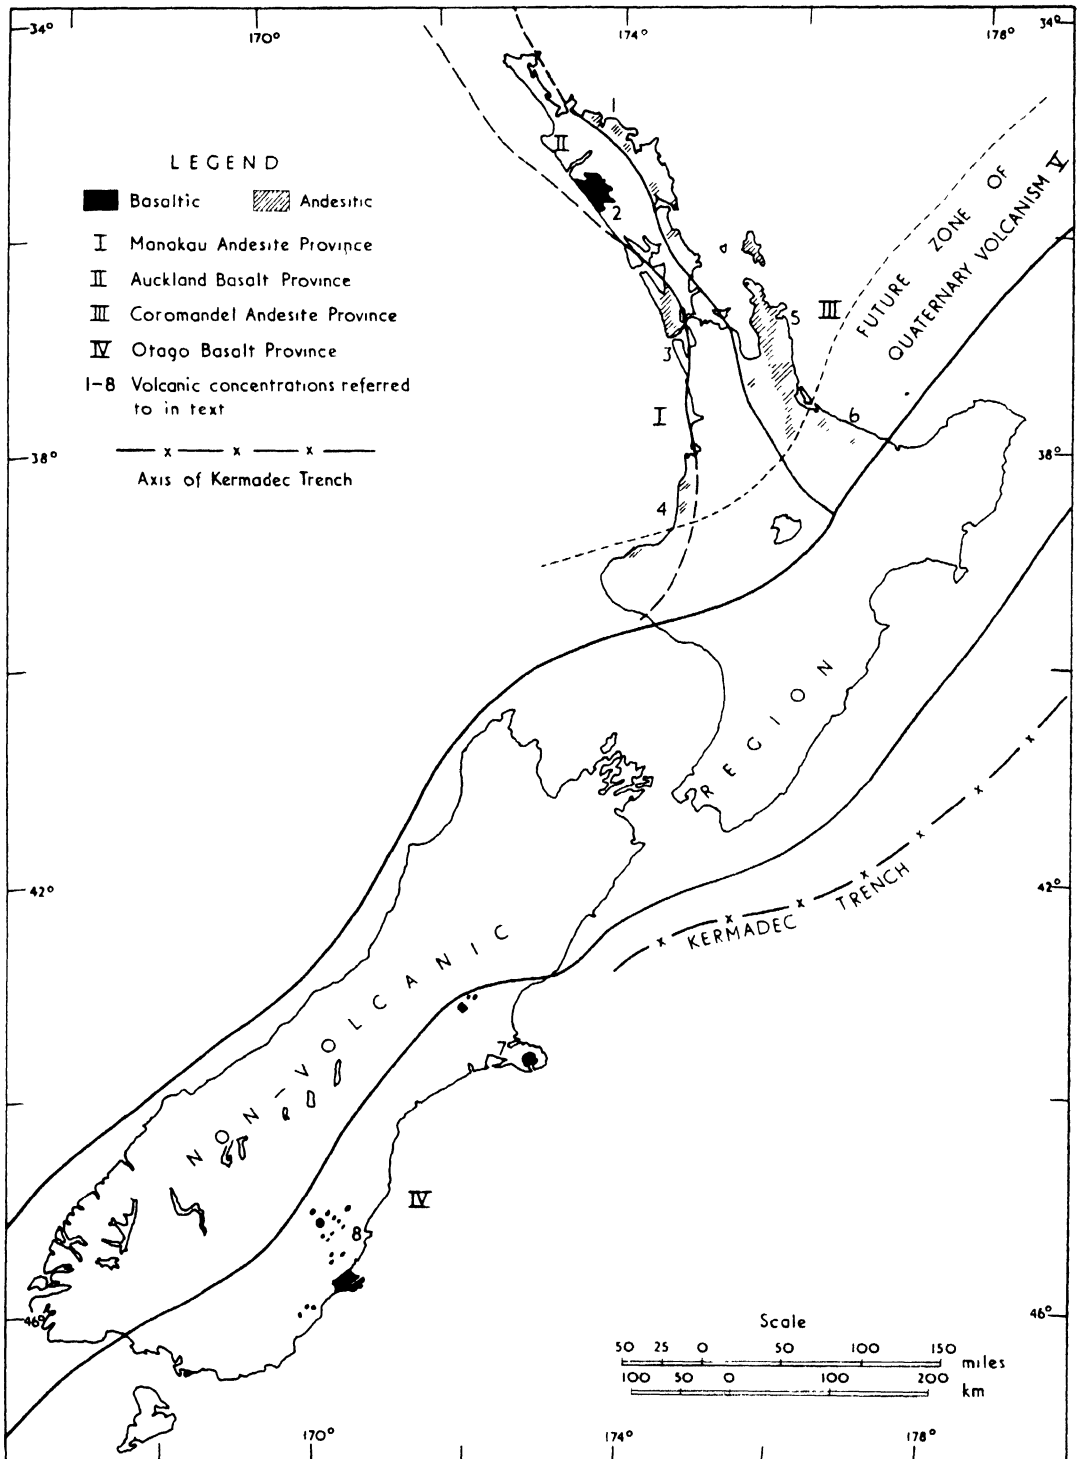 34°
170°
174°
178°
34°
1
II
LEGEND
Basaltic
Andesitic
2
I Manakau Andesite Province
II Auckland Basalt Province
III Coromandel Andesite Province
IV Otago Basalt Province
1-8 Volcanic concentrations referred
to in text
x x x
Axis of Kermadec Trench
FUTURE ZONE OF
QUATERNARY VOLCANISM V
III
5
3
I
6
38°
38°
4
REGION
42°
42°
KERMADEC TRENCH
NON-VOLCANIC
7
IV
8
46°
46°
Scale
50 25 0 50 100 150 miles
100 50 0 100 200 km
170°
174°
178°